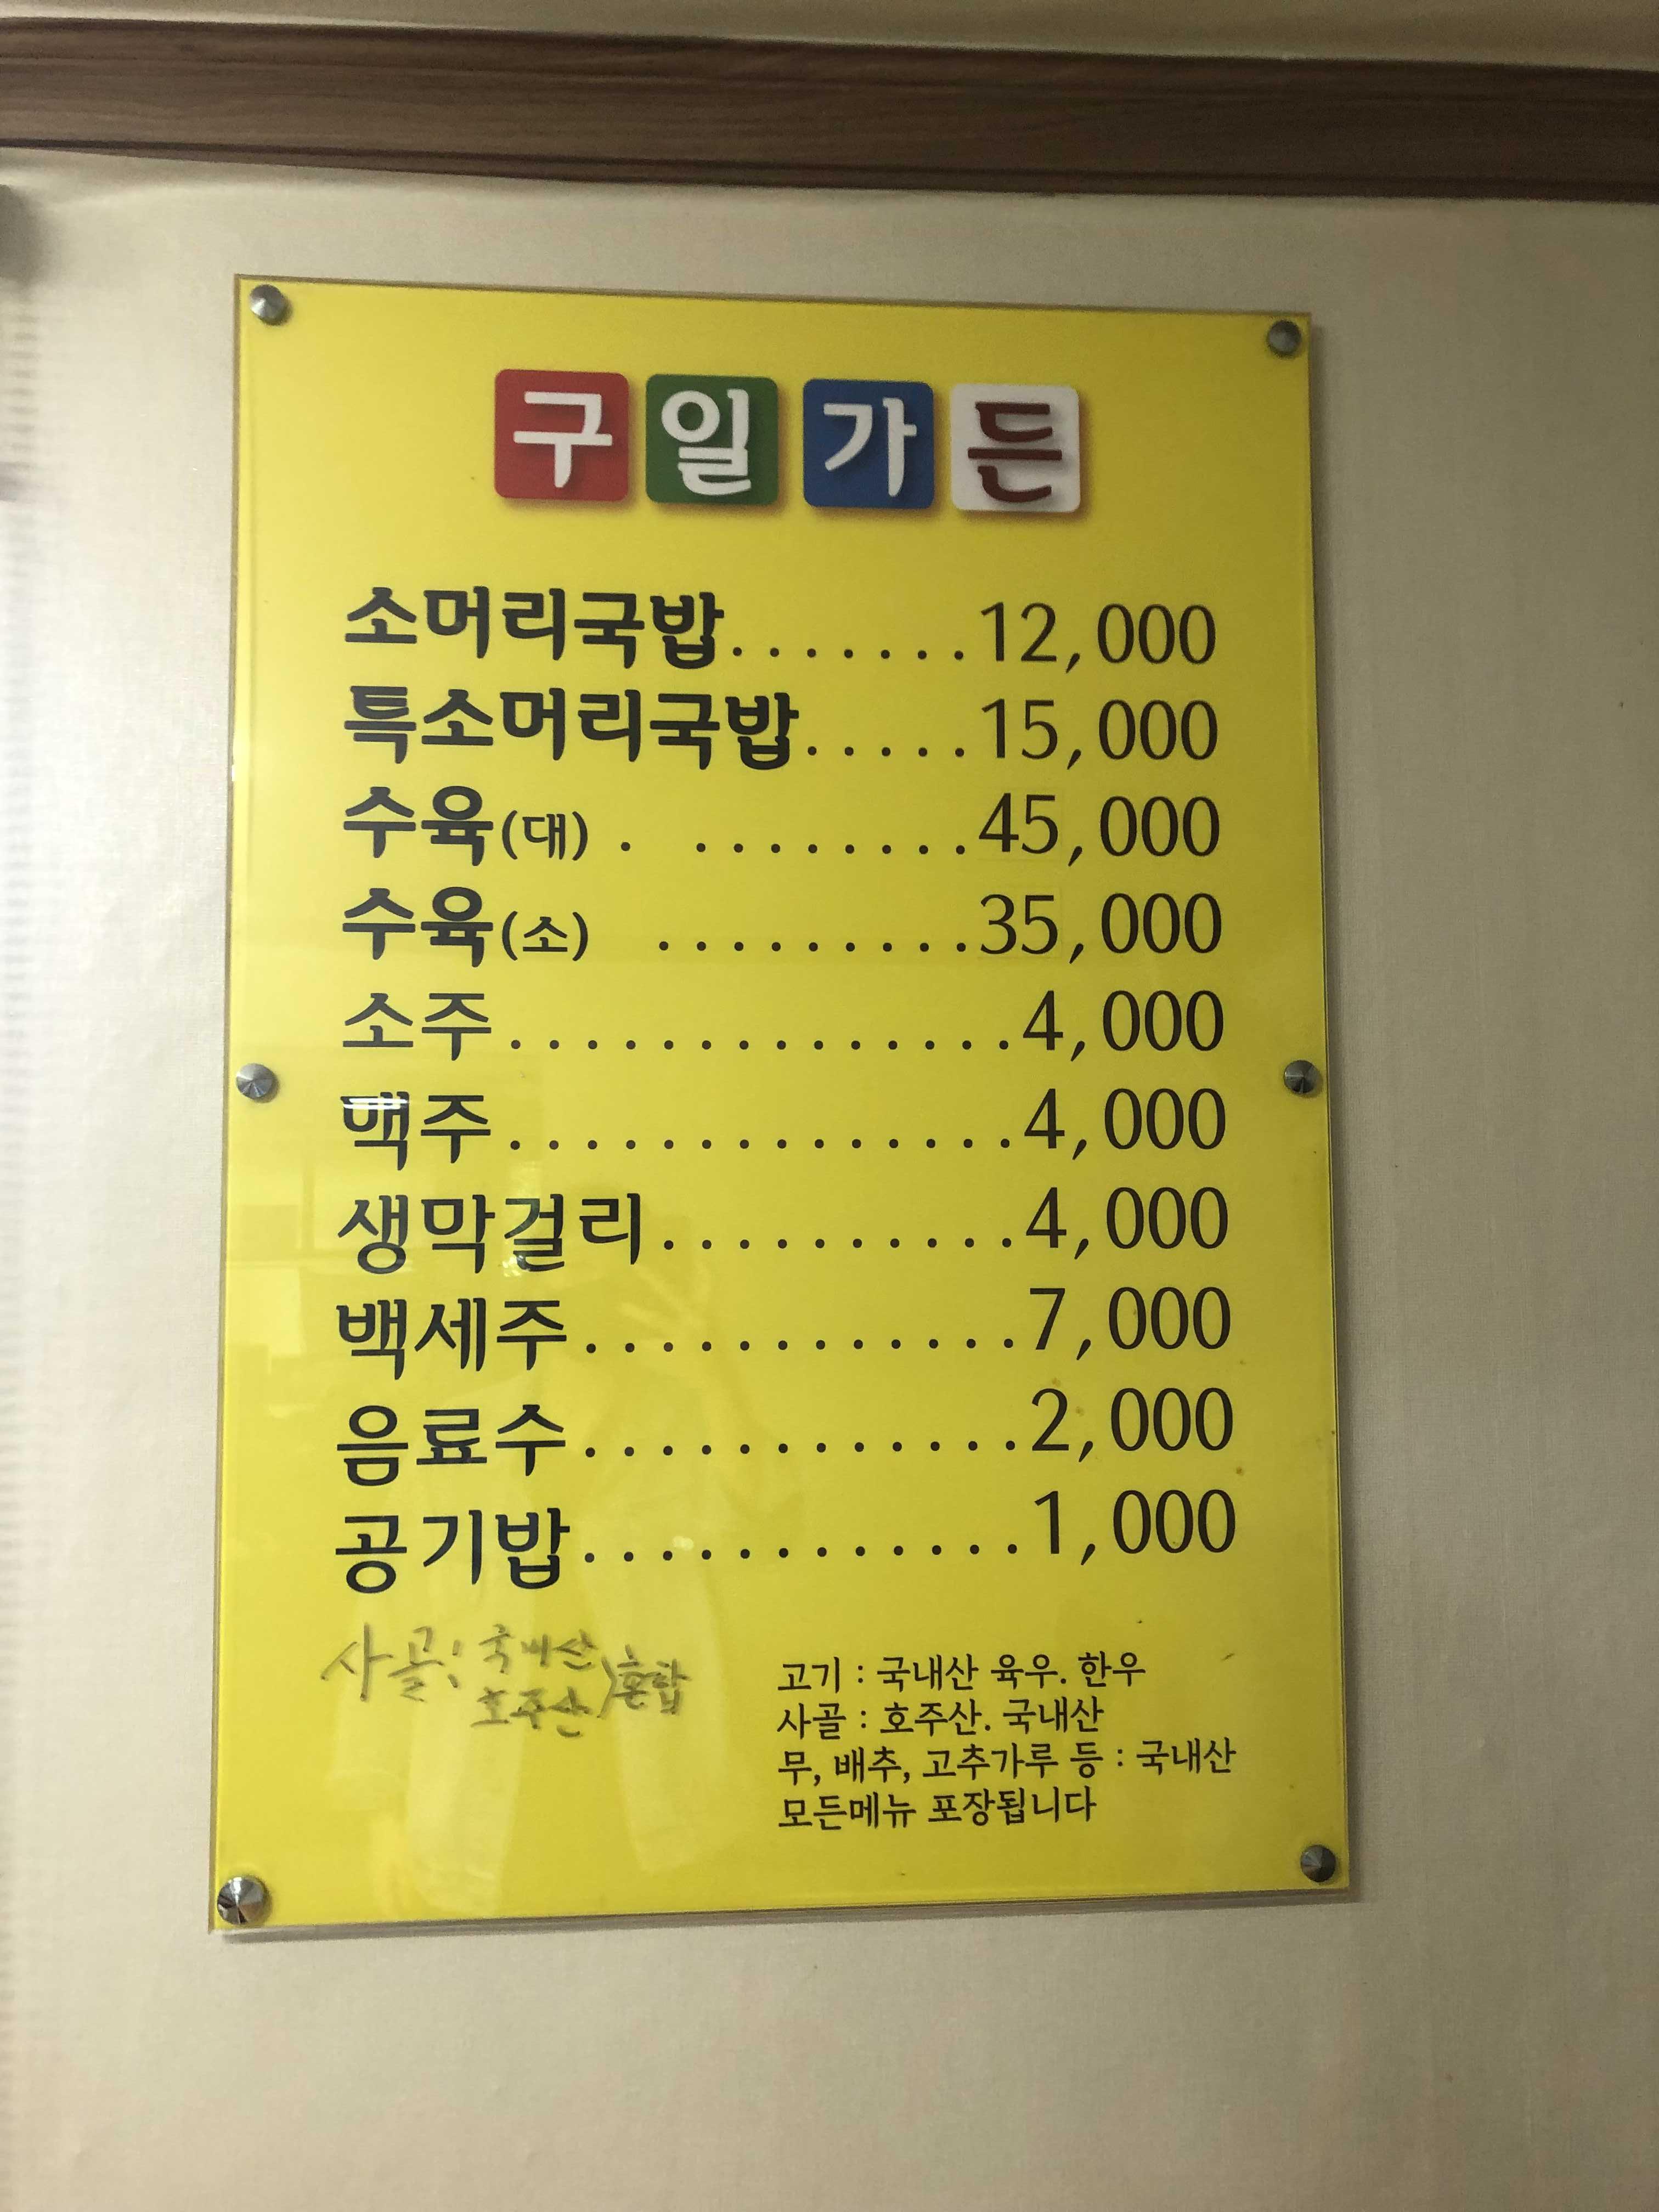 구일가든
소머리국밥.......12,000
특소머리국밥.....15,000
수육(대) . ........45,000
수육(소) .........35,000
소주..............4,000
맥주..............4,000
생막걸리..........4,000
백세주............7,000
음료수............2,000
공기밥............1,000
사골: 국내산
호주산 )혼합
고기 : 국내산 육우. 한우
사골 : 호주산. 국내산
무, 배추, 고추가루 등 : 국내산
모든메뉴 포장됩니다